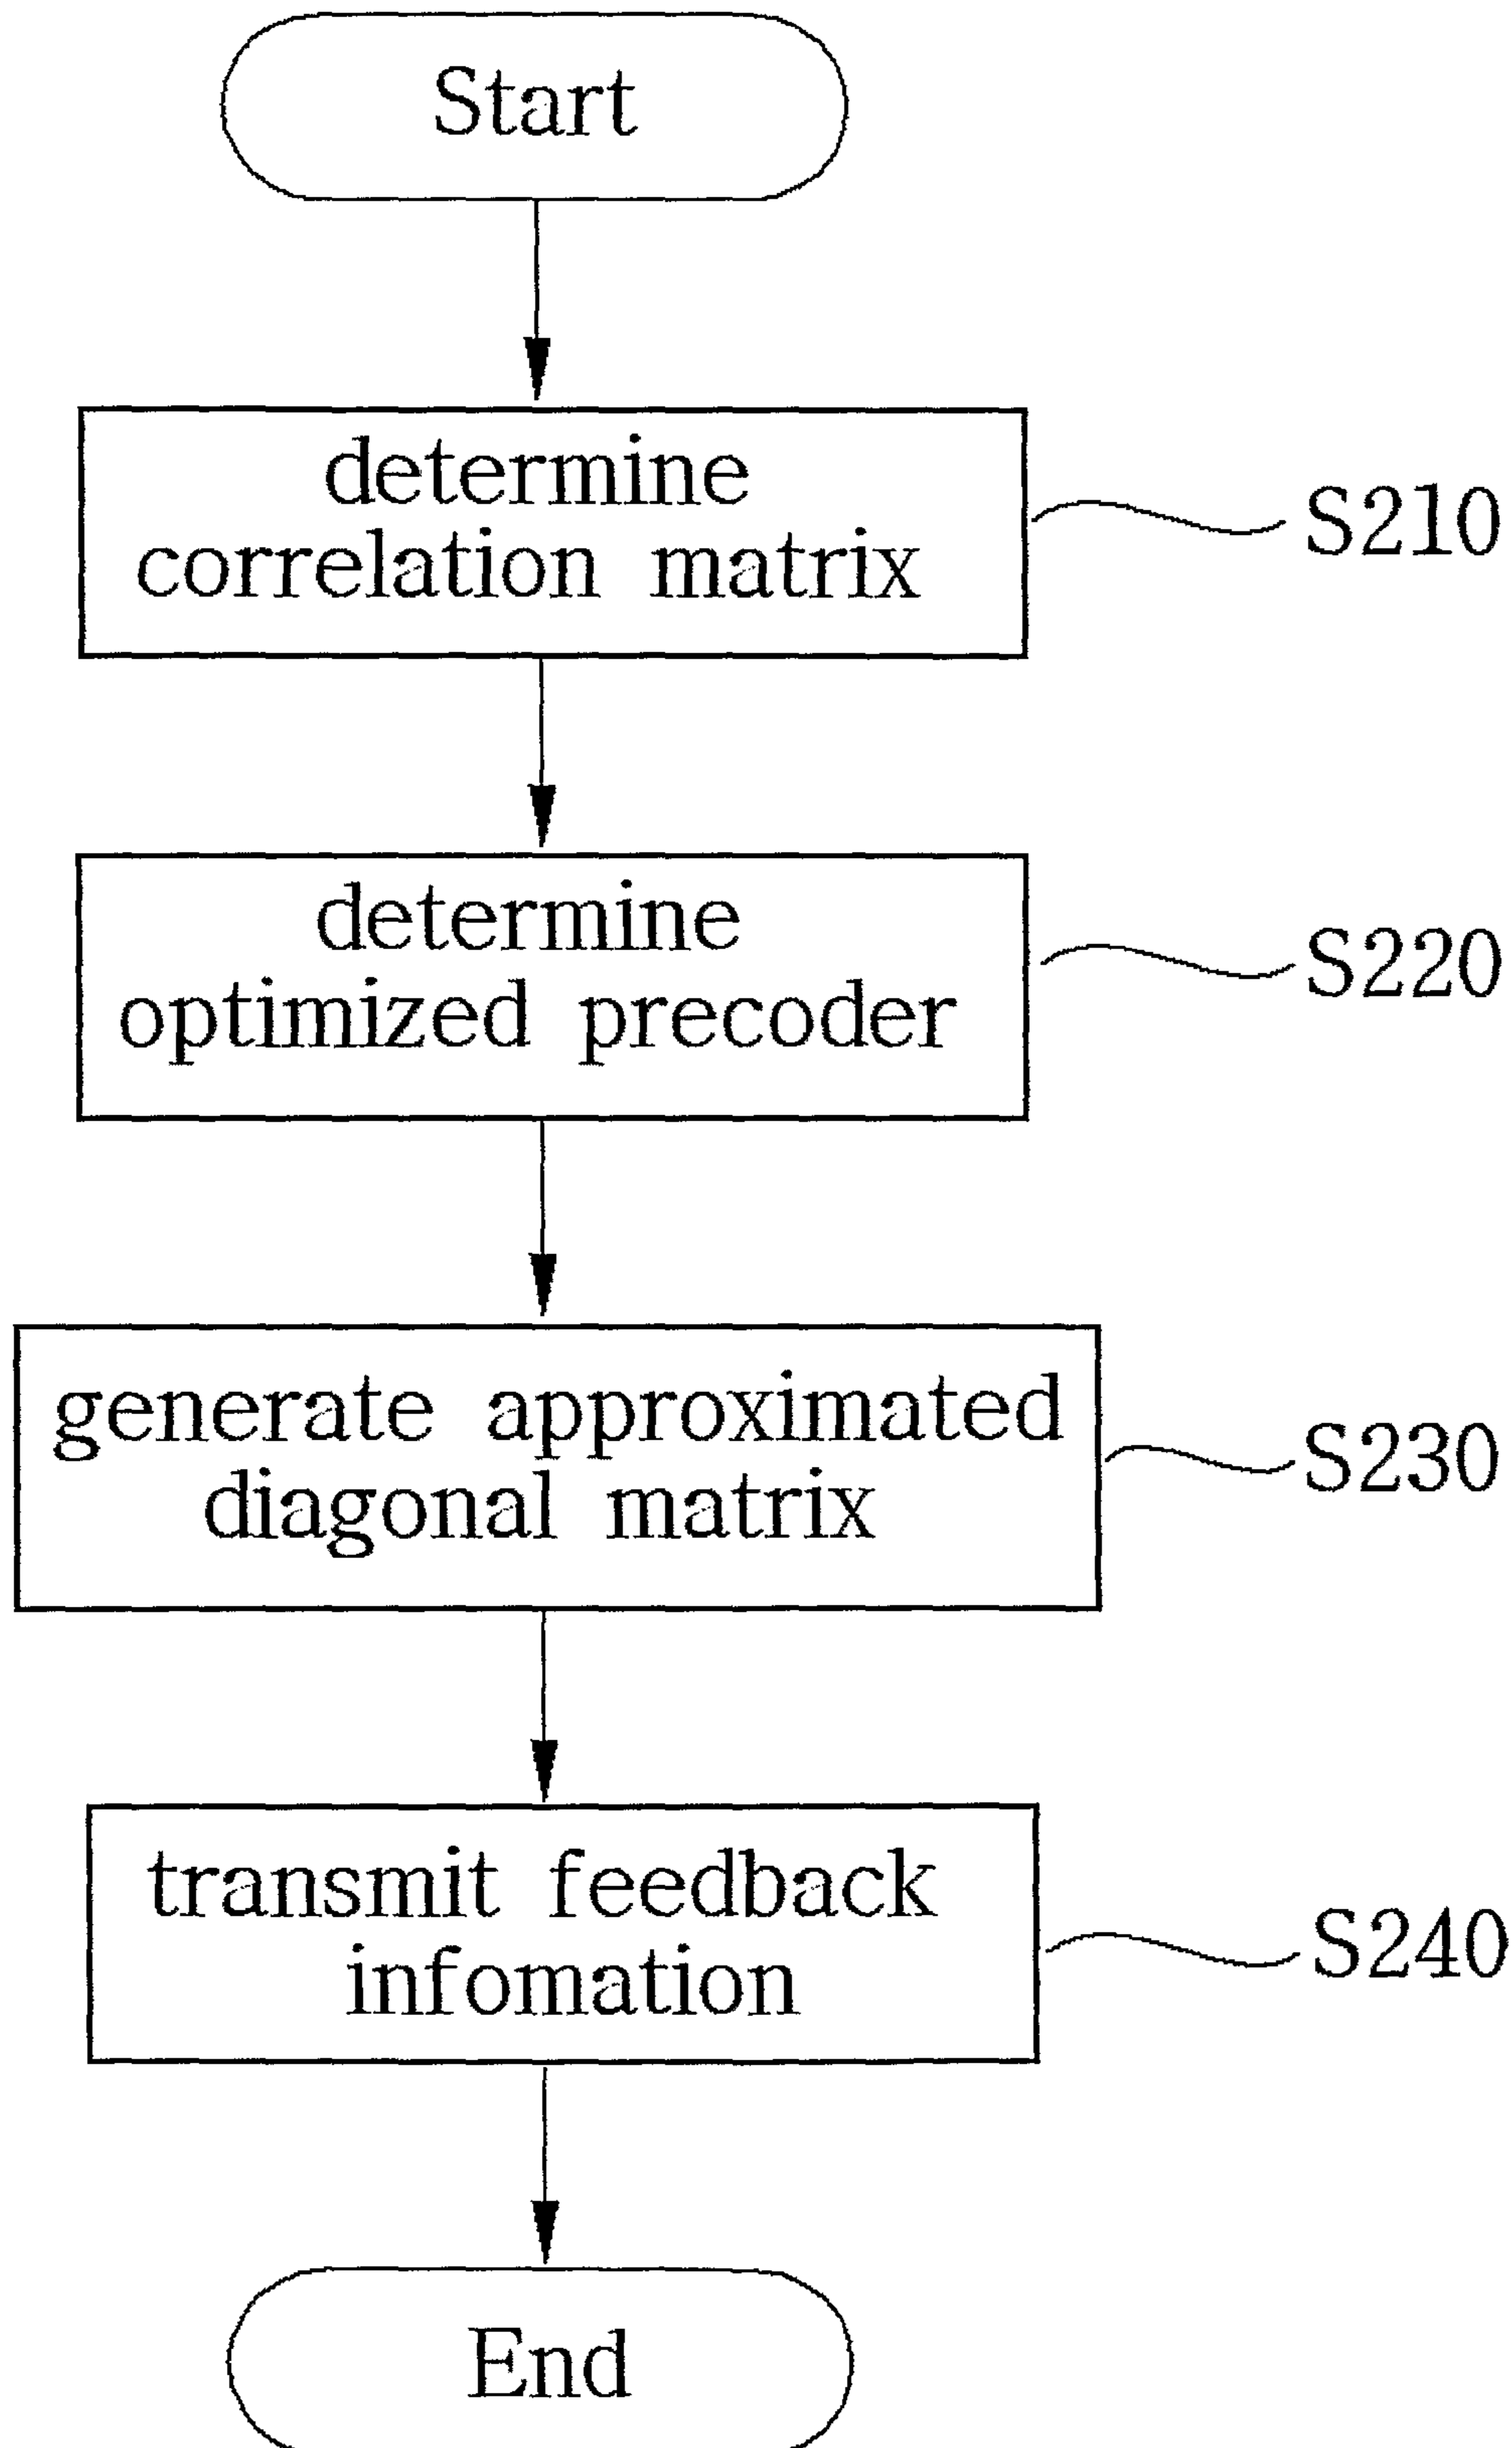 Start
determine
correlation matrix
S210
determine
optimized precoder
S220
generate approximated
diagonal matrix
S230
transmit feedback
infomation
S240
End